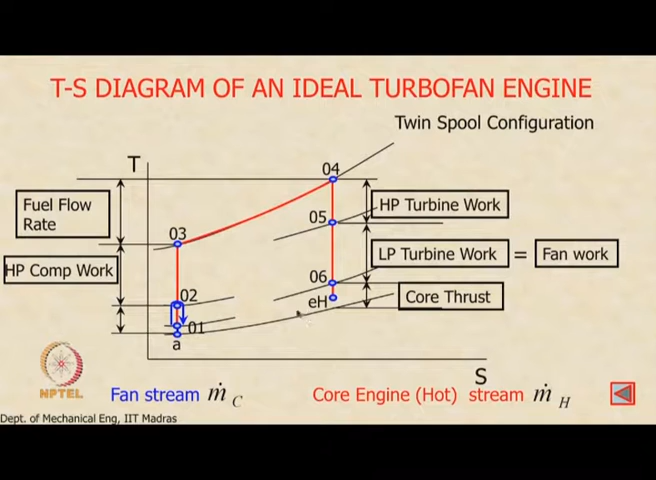 T-S DIAGRAM OF AN IDEAL TURBOFAN ENGINE
Twin Spool Configuration
T
04
Fuel Flow
Rate
HP Turbine Work
05
03
HP Comp Work
LP Turbine Work = Fan work
06
02
eH
Core Thrust
01
a
S
NPTEL
Fan stream ṁ C
Core Engine (Hot) stream ṁ H
Dept. of Mechanical Eng, IIT Madras